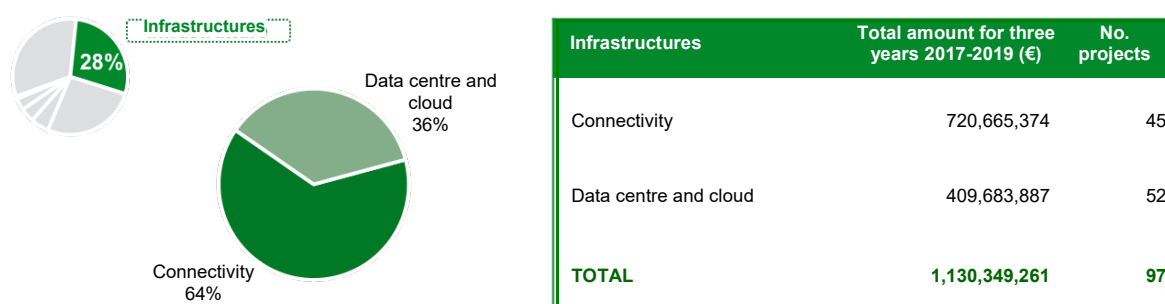 Infrastructures
28%
Data centre and
cloud
36%
Connectivity
64%
Infrastructures Total amount for three years 2017-2019 (€) No. projects
Connectivity 720,665,374 45
Data centre and cloud 409,683,887 52
TOTAL 1,130,349,261 97